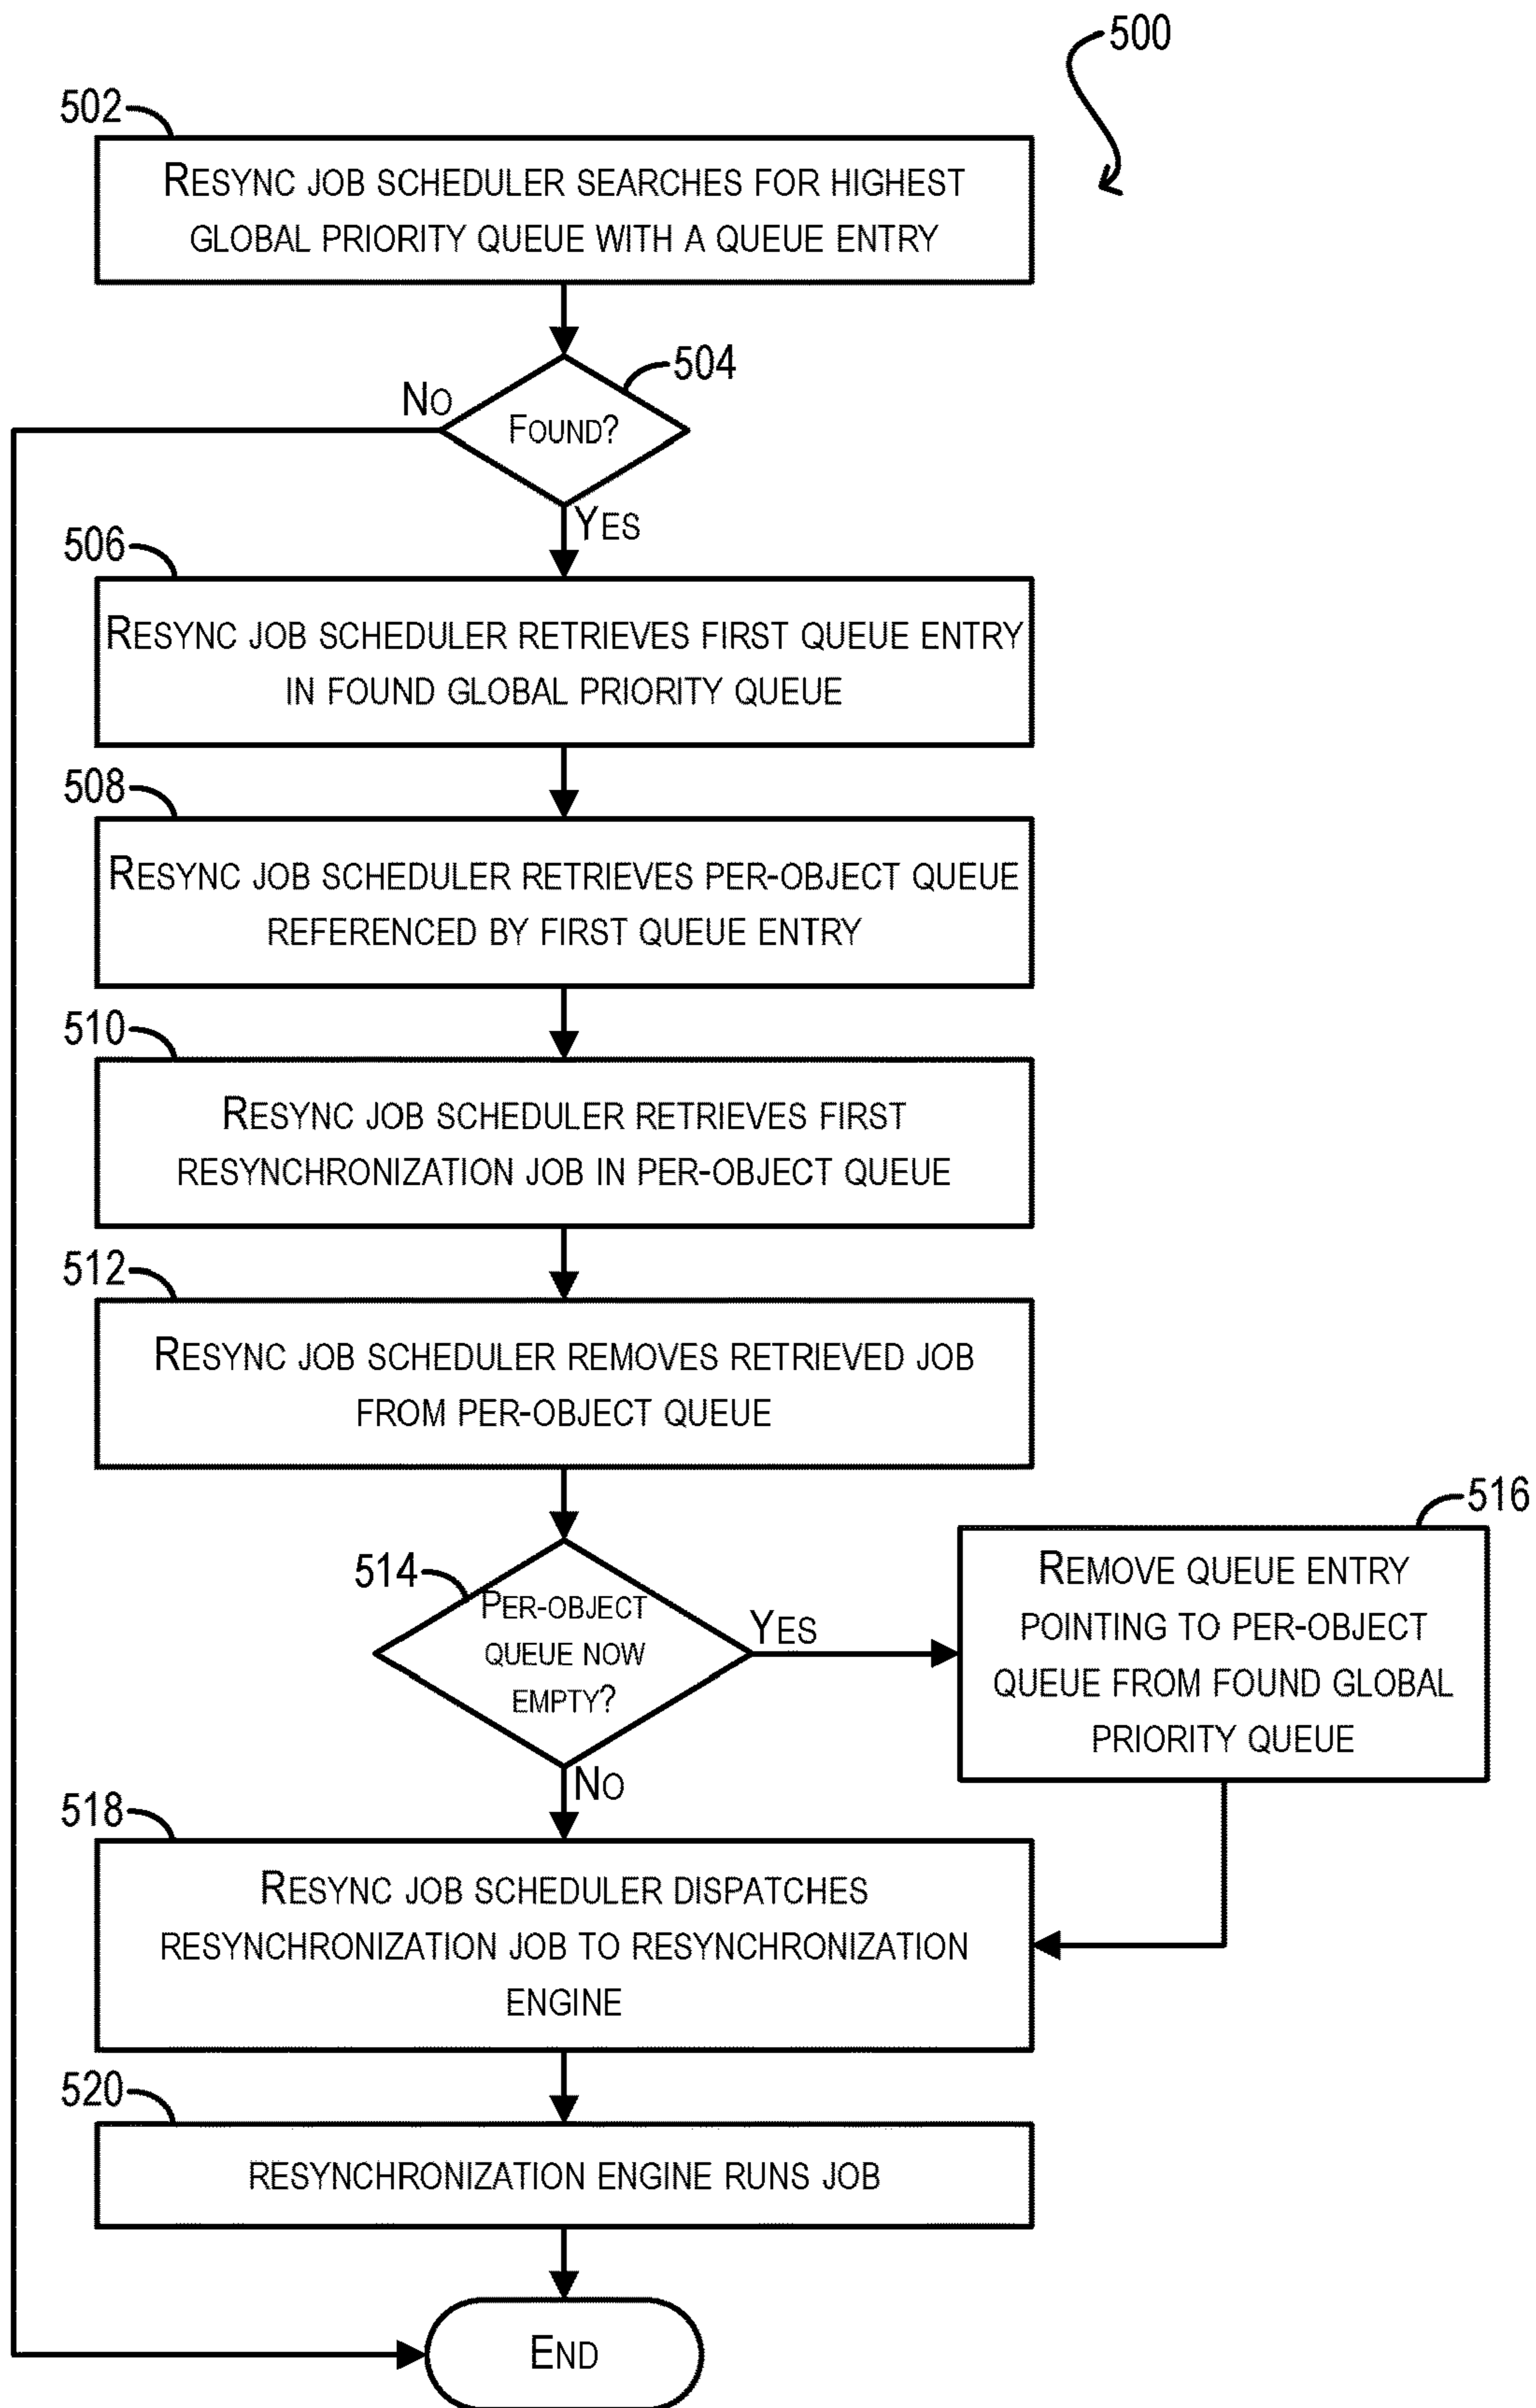 500
502
RESYNC JOB SCHEDULER SEARCHES FOR HIGHEST
GLOBAL PRIORITY QUEUE WITH A QUEUE ENTRY
504
NO
FOUND?
YES
506
RESYNC JOB SCHEDULER RETRIEVES FIRST QUEUE ENTRY
IN FOUND GLOBAL PRIORITY QUEUE
508
RESYNC JOB SCHEDULER RETRIEVES PER-OBJECT QUEUE
REFERENCED BY FIRST QUEUE ENTRY
510
RESYNC JOB SCHEDULER RETRIEVES FIRST
RESYNCHRONIZATION JOB IN PER-OBJECT QUEUE
512
RESYNC JOB SCHEDULER REMOVES RETRIEVED JOB
FROM PER-OBJECT QUEUE
514
PER-OBJECT
QUEUE NOW
EMPTY?
YES
516
REMOVE QUEUE ENTRY
POINTING TO PER-OBJECT
QUEUE FROM FOUND GLOBAL
PRIORITY QUEUE
NO
518
RESYNC JOB SCHEDULER DISPATCHES
RESYNCHRONIZATION JOB TO RESYNCHRONIZATION
ENGINE
520
RESYNCHRONIZATION ENGINE RUNS JOB
END